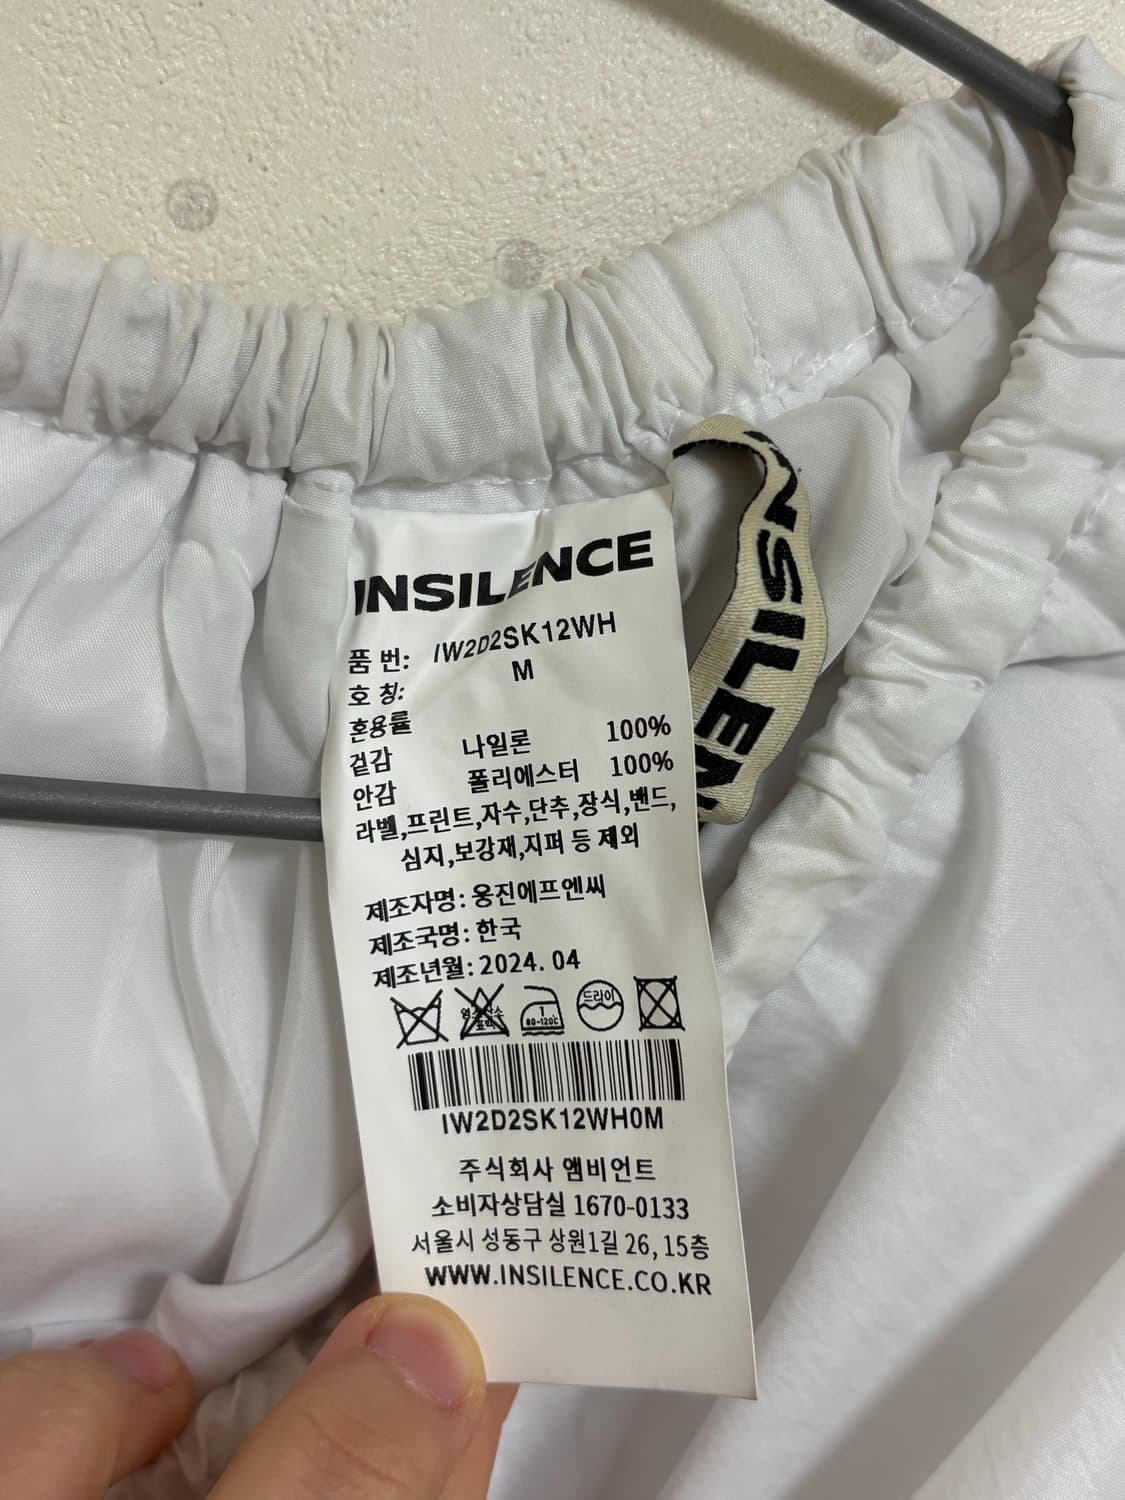 INSILENCE
품 번: IW2D2SK12WH
호 칭: M
혼용률
겉감 나일론 100%
안감 폴리에스터 100%
라벨,프린트,자수,단추,장식,밴드,
심지,보강재,지퍼 등 제외
제조자명: 웅진에프엔씨
제조국명: 한국
제조년월: 2024. 04
1
80-120℃
드라이
IW2D2SK12WH0M
주식회사 앰비언트
소비자상담실 1670-0133
서울시 성동구 상원1길 26, 15층
WWW.INSILENCE.CO.KR
INSILEN